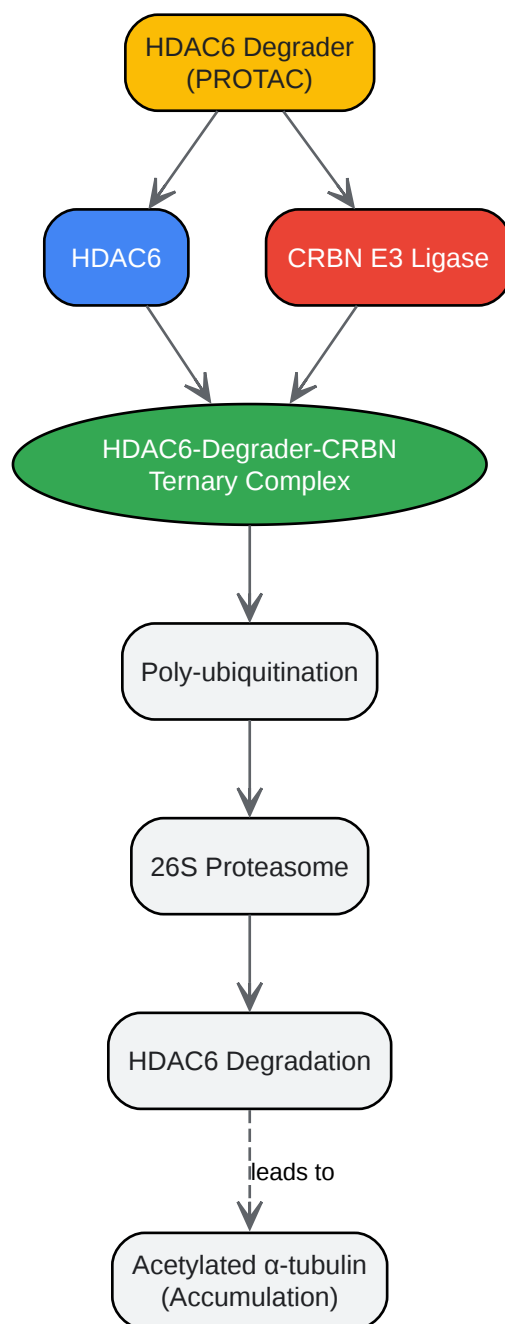 HDAC6 Degrader
(PROTAC)
HDAC6
CRBN E3 Ligase
HDAC6-Degrader-CRBN
Ternary Complex
Poly-ubiquitination
26S Proteasome
HDAC6 Degradation
leads to
Acetylated α-tubulin
(Accumulation)